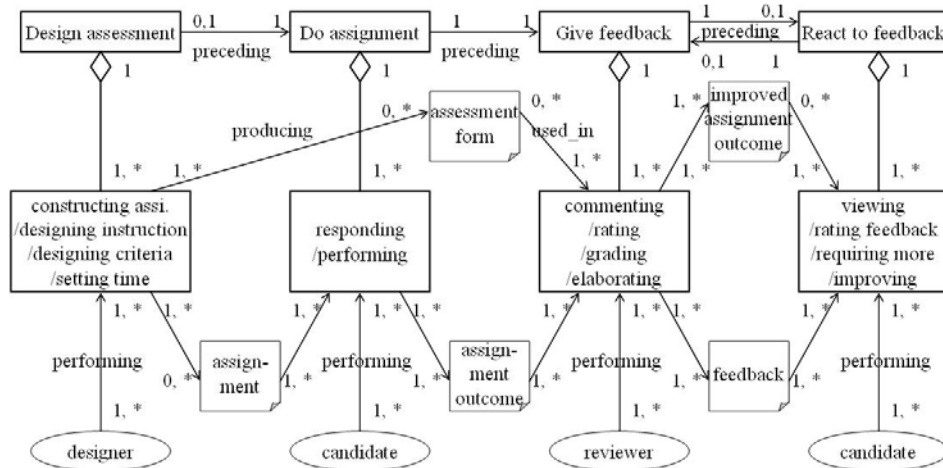 Design assessment
0,1
1
preceding
Do assignment
1
1
preceding
Give feedback
1
0,1
preceding
0,1
1
React to feedback
1
1
1
1
producing
0, *
assessment
form
0, *
used_in
1, *
1, *
improved
assignment
outcome
0, *
1, *
1, *
1, *
1, *
1, *
1, *
1, *
constructing assi.
/designing instruction
/designing criteria
/setting time
responding
/performing
commenting
/rating
/grading
/elaborating
viewing
/rating feedback
/requiring more
/improving
1, *
1, *
1, *
1, *
1, *
1, *
1, *
1, *
1, *
1, *
performing
0, *
assign-
ment
1, *
performing
1, *
assign-
ment
outcome
1, *
performing
1, *
feedback
1, *
performing
1, *
1, *
1, *
1, *
designer
candidate
reviewer
candidate